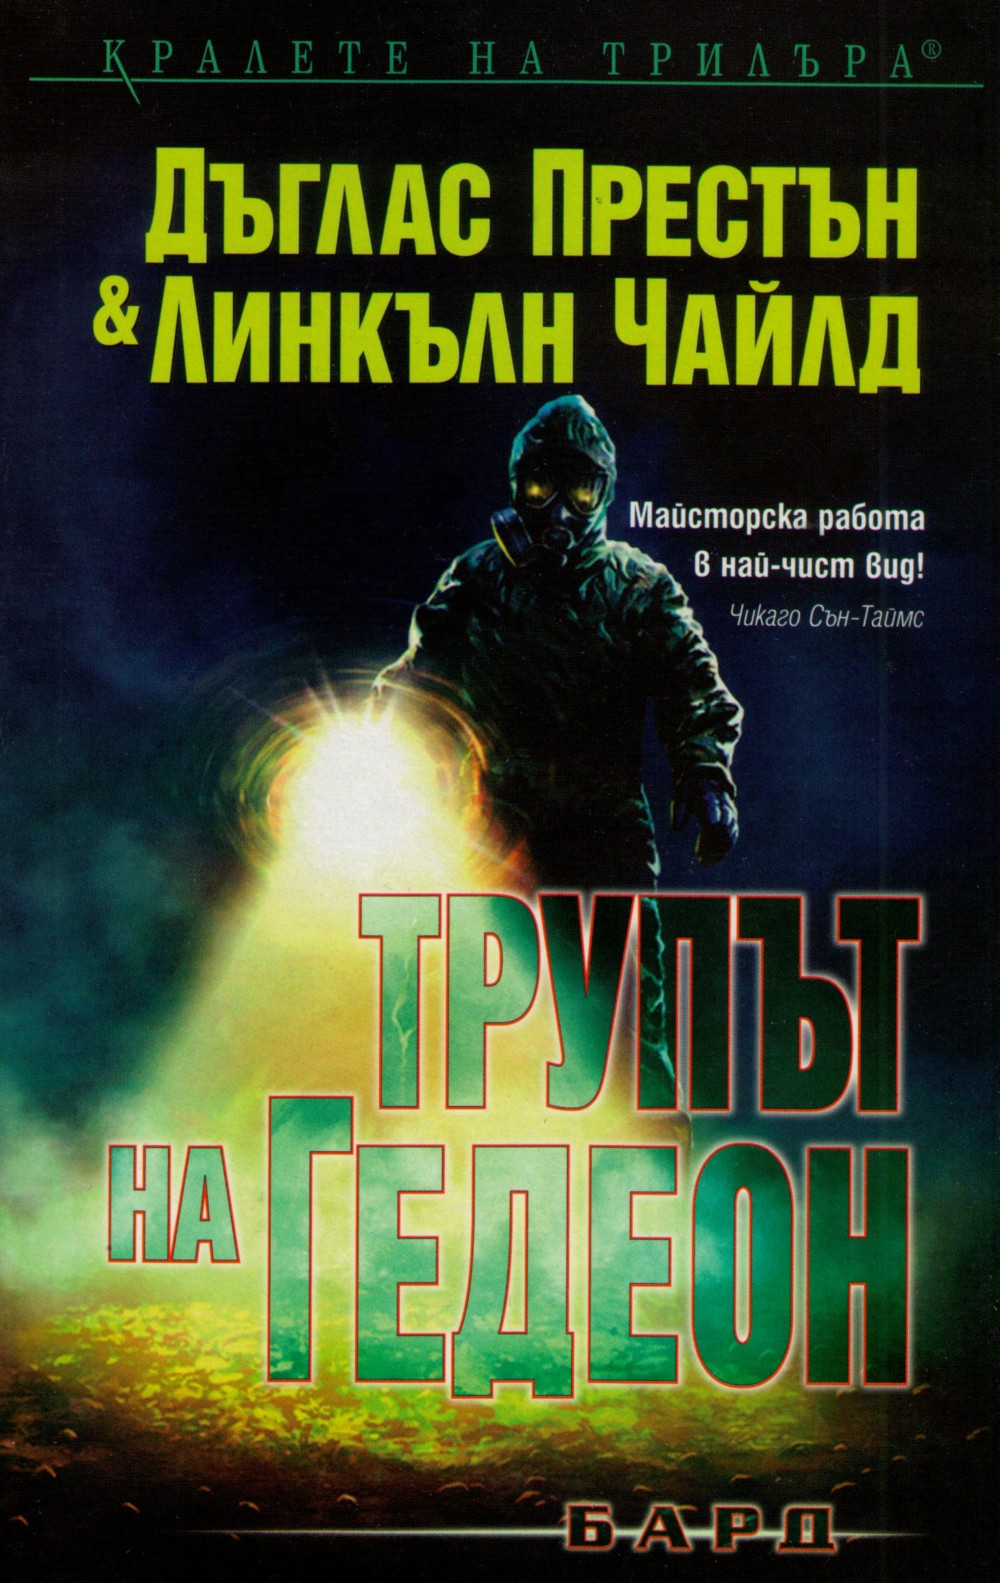 КРАЛЕТЕ НА ТРИЛЪРА®
ДЪГЛАС ПРЕСТЪН
& ЛИНКЪЛН ЧАЙЛД
Майсторска работа
в най-чист вид!
Чикаго Сън-Таймс
ТРУПЪТ
НА ГЕДЕОН
БАРД